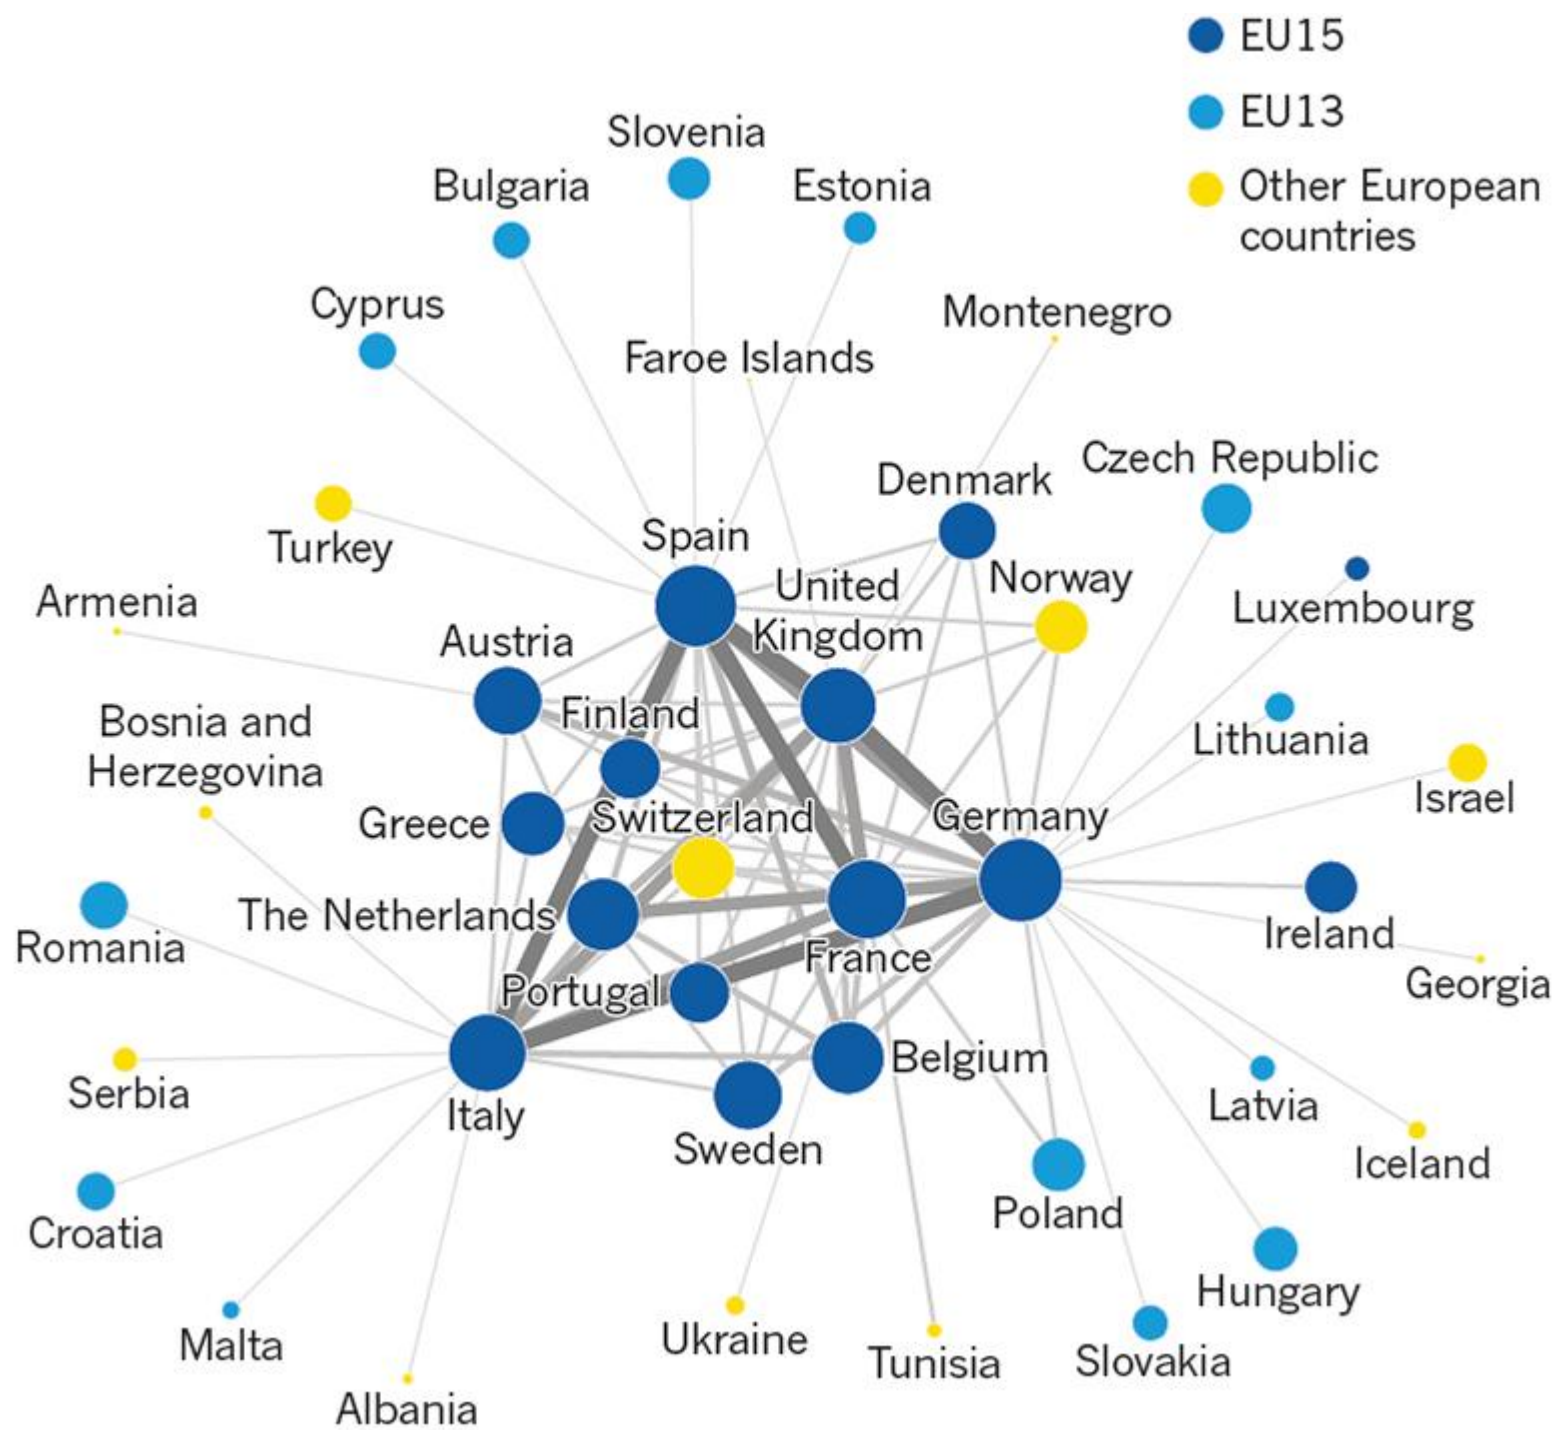 EU15
EU13
Other European
countries
Slovenia
Bulgaria
Estonia
Cyprus
Montenegro
Faroe Islands
Czech Republic
Denmark
Spain
Turkey
Norway
United
Kingdom
Luxembourg
Armenia
Austria
Finland
Bosnia and
Herzegovina
Lithuania
Israel
Greece
Switzerland
Germany
The Netherlands
Romania
Ireland
France
Georgia
Portugal
Belgium
Serbia
Italy
Latvia
Sweden
Iceland
Poland
Croatia
Hungary
Malta
Ukraine
Tunisia
Slovakia
Albania